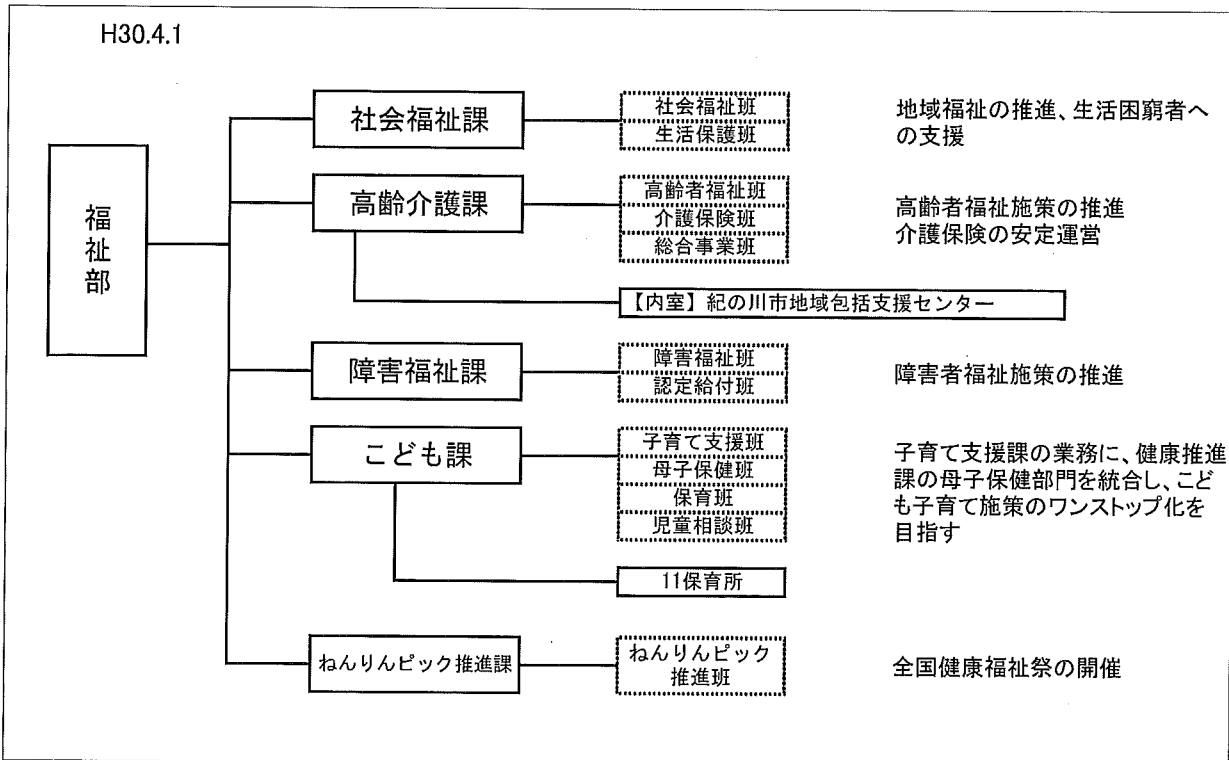 H30.4.1
福祉部
社会福祉課
社会福祉班
生活保護班
地域福祉の推進、生活困窮者へ
の支援
高齢介護課
高齢者福祉班
介護保険班
総合事業班
高齢者福祉施策の推進
介護保険の安定運営
【内室】紀の川市地域包括支援センター
障害福祉課
障害福祉班
認定給付班
障害者福祉施策の推進
こども課
子育て支援班
母子保健班
保育班
児童相談班
子育て支援課の業務に、健康推進
課の母子保健部門を統合し、こど
も子育て施策のワンストップ化を
目指す
11保育所
ねんりんピック推進課
ねんりんピック
推進班
全国健康福祉祭の開催